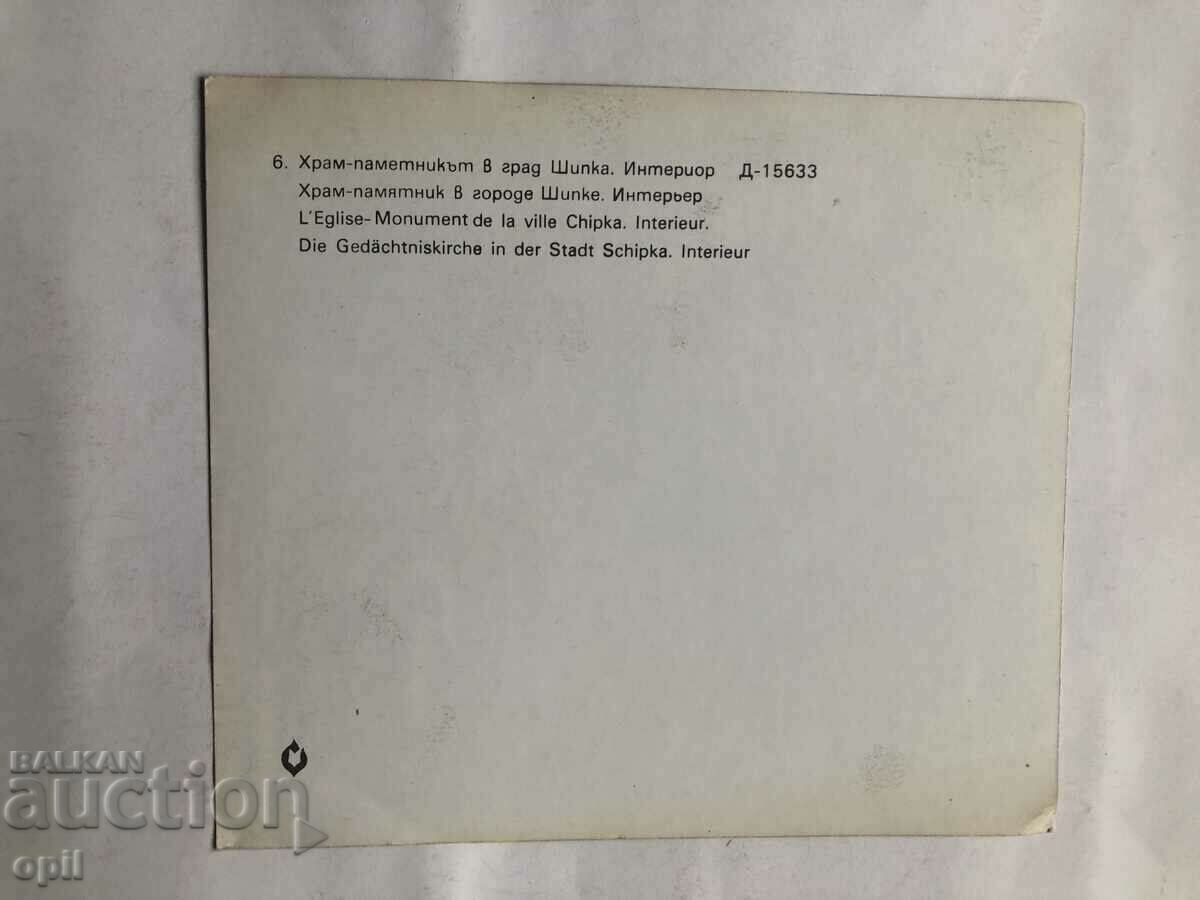 6. Храм-паметникът в град Шипка. Интериор Д-15633
Храм-памятник в городе Шипке. Интерьер
L'Eglise-Monument de la ville Chipka. Interieur.
Die Gedächtniskirche in der Stadt Schipka. Interieur
BALKAN
auction
opil